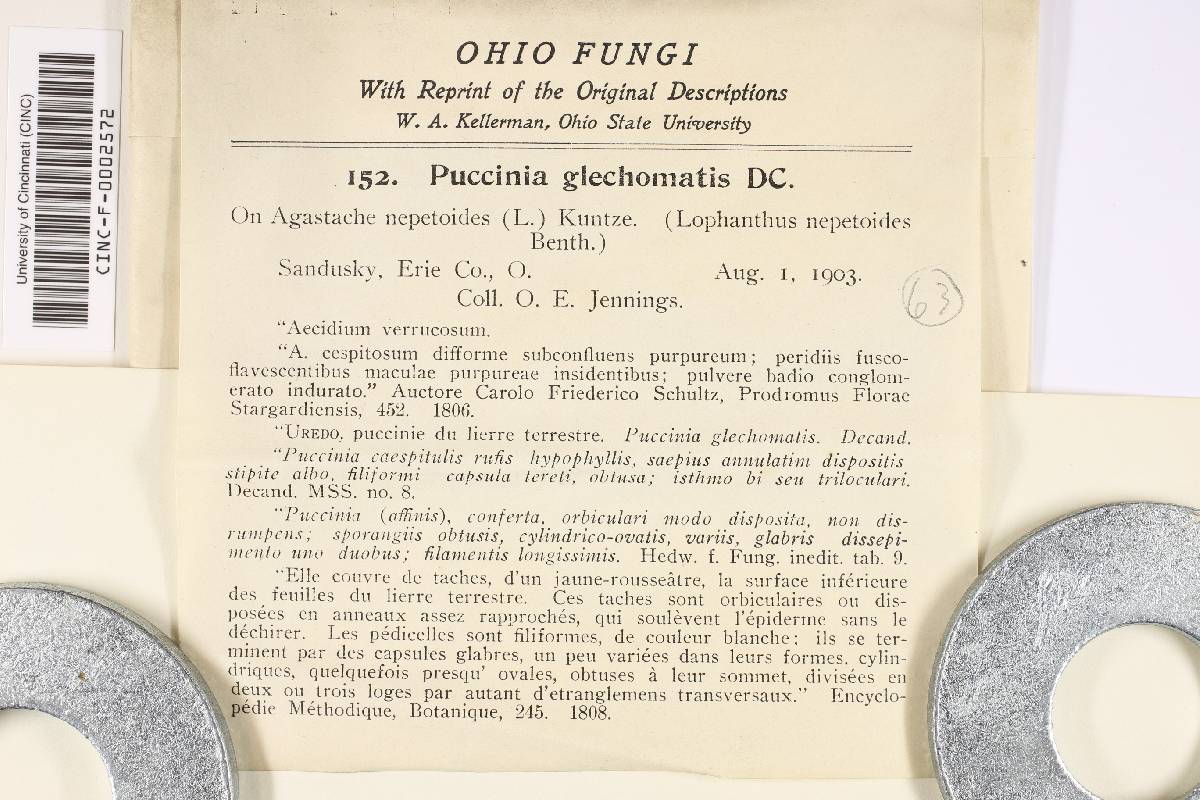 University of Cincinnati (CINC)
CINC-F-0002572
OHIO FUNGI
With Reprint of the Original Descriptions
W. A. Kellerman, Ohio State University
152. Puccinia glechomatis DC.
On Agastache nepetoides (L.) Kuntze. (Lophanthus nepetoides
Benth.)
Sandusky, Erie Co., O. Aug. 1, 1903.
Coll. O. E. Jennings.
63
"Aecidium verrucosum.
"A. cespitosum difforme subconfluens purpureum; peridiis fusco-
flavescentibus maculae purpureae insidentibus; pulvere badio conglom-
erato indurato." Auctore Carolo Friederico Schultz, Prodromus Florae
Stargardiensis, 452. 1806.
"UREDO, puccinie du lierre terrestre. Puccinia glechomatis. Decand.
"Puccinia caespitulis rufis hypophyllis, saepius annulatim dispositis
stipite albo, filiformi capsula tereti, obtusa; isthmo bi seu triloculari.
Decand. MSS. no. 8.
"Puccinia (affinis), conferta, orbiculari modo disposita, non dis-
rumpens; sporangiis obtusis, cylindrico-ovatis, variis, glabris dissepi-
mento uno duobus; filamentis longissimis. Hedw. f. Fung. inedit. tab. 9.
"Elle couvre de taches, d'un jaune-rousseâtre, la surface inférieure
des feuilles du lierre terrestre. Ces taches sont orbiculaires ou dis-
posées en anneaux assez rapprochés, qui soulèvent l'épiderme sans le
déchirer. Les pédicelles sont filiformes, de couleur blanche; ils se ter-
minent par des capsules glabres, un peu variées dans leurs formes, cylin-
driques, quelquefois presqu' ovales, obtuses à leur sommet, divisées en
deux ou trois loges par autant d'etranglemens transversaux." Encyclo-
pédie Méthodique, Botanique, 245. 1808.